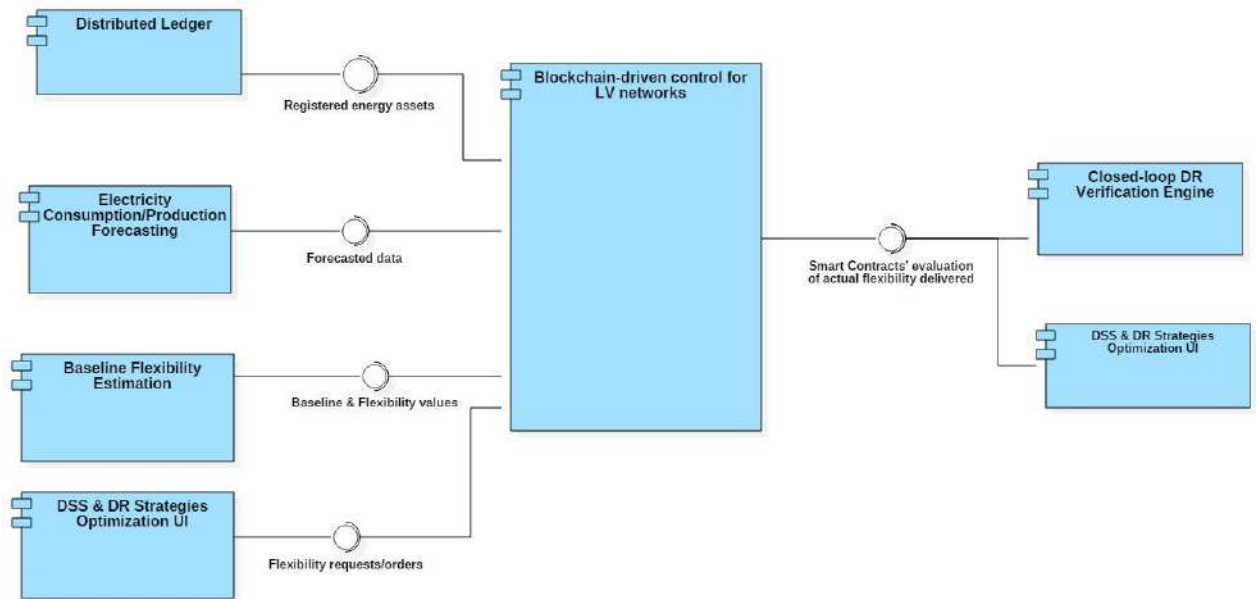 Distributed Ledger
Registered energy assets
Electricity
Consumption/Production
Forecasting
Forecasted data
Baseline Flexibility
Estimation
Baseline & Flexibility values
DSS & DR Strategies
Optimization UI
Flexibility requests/orders
Blockchain-driven control for
LV networks
Smart Contracts' evaluation
of actual flexibility delivered
Closed-loop DR
Verification Engine
DSS & DR Strategies
Optimization UI